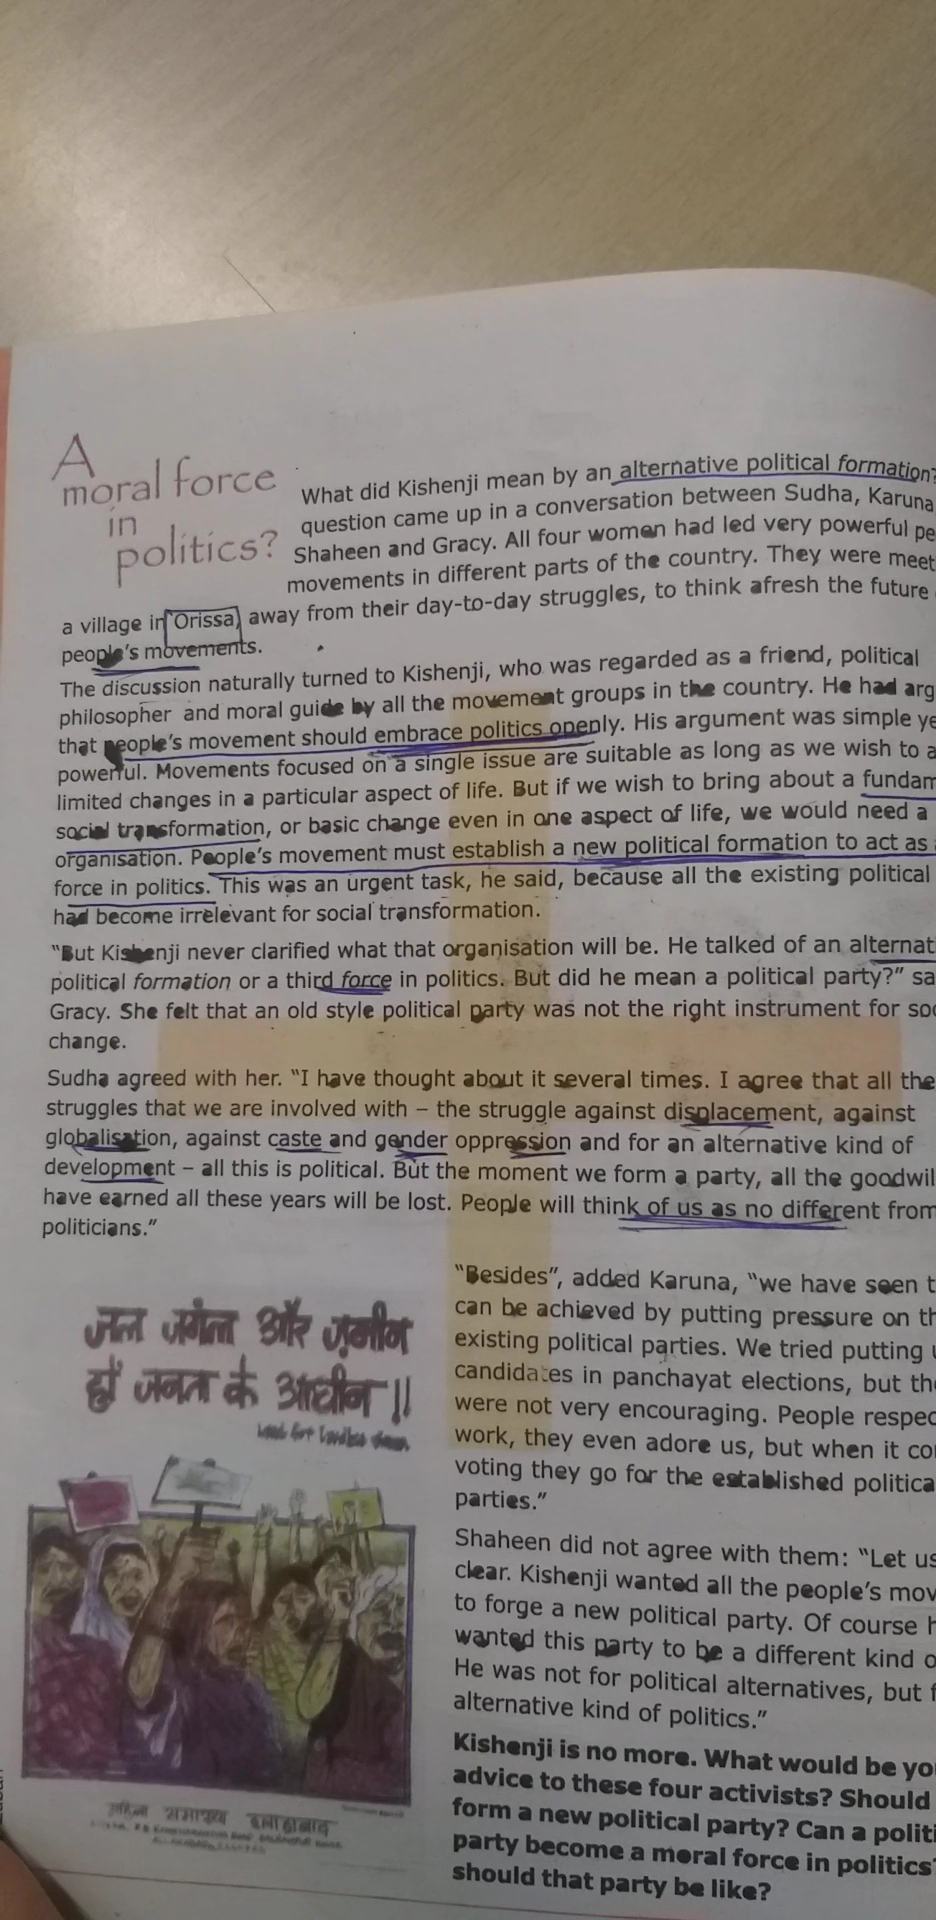 A
moral force
in
politics?
What did Kishenji mean by an alternative political formation?
question came up in a conversation between Sudha, Karuna
Shaheen and Gracy. All four women had led very powerful pe
movements in different parts of the country. They were meet
a village in Orissa, away from their day-to-day struggles, to think afresh the future
people's movements.
The discussion naturally turned to Kishenji, who was regarded as a friend, political
philosopher and moral guide by all the movement groups in the country. He had arg
that people's movement should embrace politics openly. His argument was simple ye
powerful. Movements focused on a single issue are suitable as long as we wish to a
limited changes in a particular aspect of life. But if we wish to bring about a fundam
social transformation, or basic change even in one aspect of life, we would need a
organisation. People's movement must establish a new political formation to act as
force in politics. This was an urgent task, he said, because all the existing political
had become irrelevant for social transformation.
"But Kishenji never clarified what that organisation will be. He talked of an alternat
political formation or a third force in politics. But did he mean a political party?" sa
Gracy. She felt that an old style political party was not the right instrument for soc
change.
Sudha agreed with her. "I have thought about it several times. I agree that all the
struggles that we are involved with – the struggle against displacement, against
globalisation, against caste and gender oppression and for an alternative kind of
development – all this is political. But the moment we form a party, all the goodwil
have earned all these years will be lost. People will think of us as no different from
politicians."
"Besides", added Karuna, "we have seen t
can be achieved by putting pressure on th
existing political parties. We tried putting u
candidates in panchayat elections, but the
were not very encouraging. People respec
work, they even adore us, but when it co
voting they go for the established politica
parties."
Shaheen did not agree with them: "Let us
clear. Kishenji wanted all the people's mov
to forge a new political party. Of course h
wanted this party to be a different kind o
He was not for political alternatives, but f
alternative kind of politics."
Kishenji is no more. What would be yo
advice to these four activists? Should
form a new political party? Can a politi
party become a moral force in politics?
should that party be like?
जल जंगल और ज़मीन
हों जनता के आधीन ||
महिला समाख्या इलाहाबाद